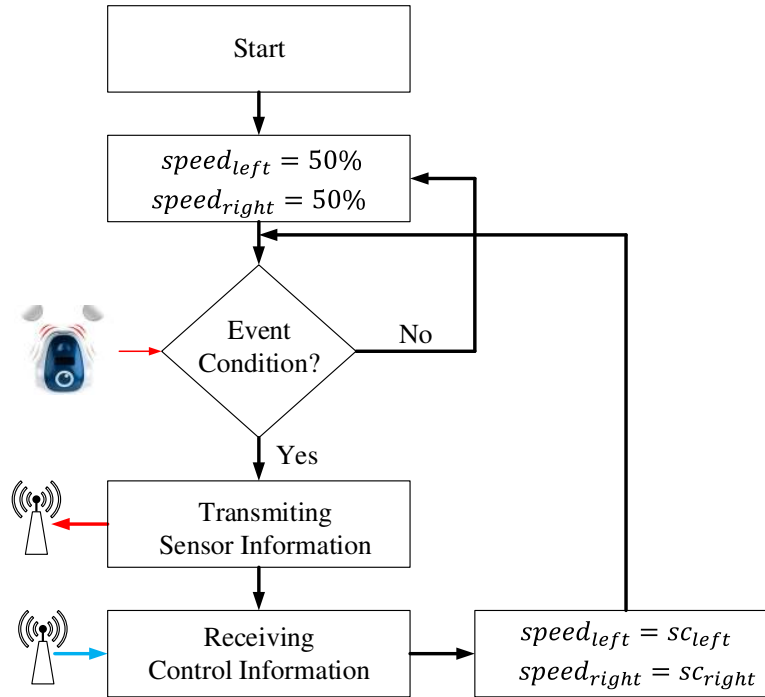 Start
speed_left = 50%
speed_right = 50%
Event
Condition?
No
Yes
Transmiting
Sensor Information
Receiving
Control Information
speed_left = sc_left
speed_right = sc_right